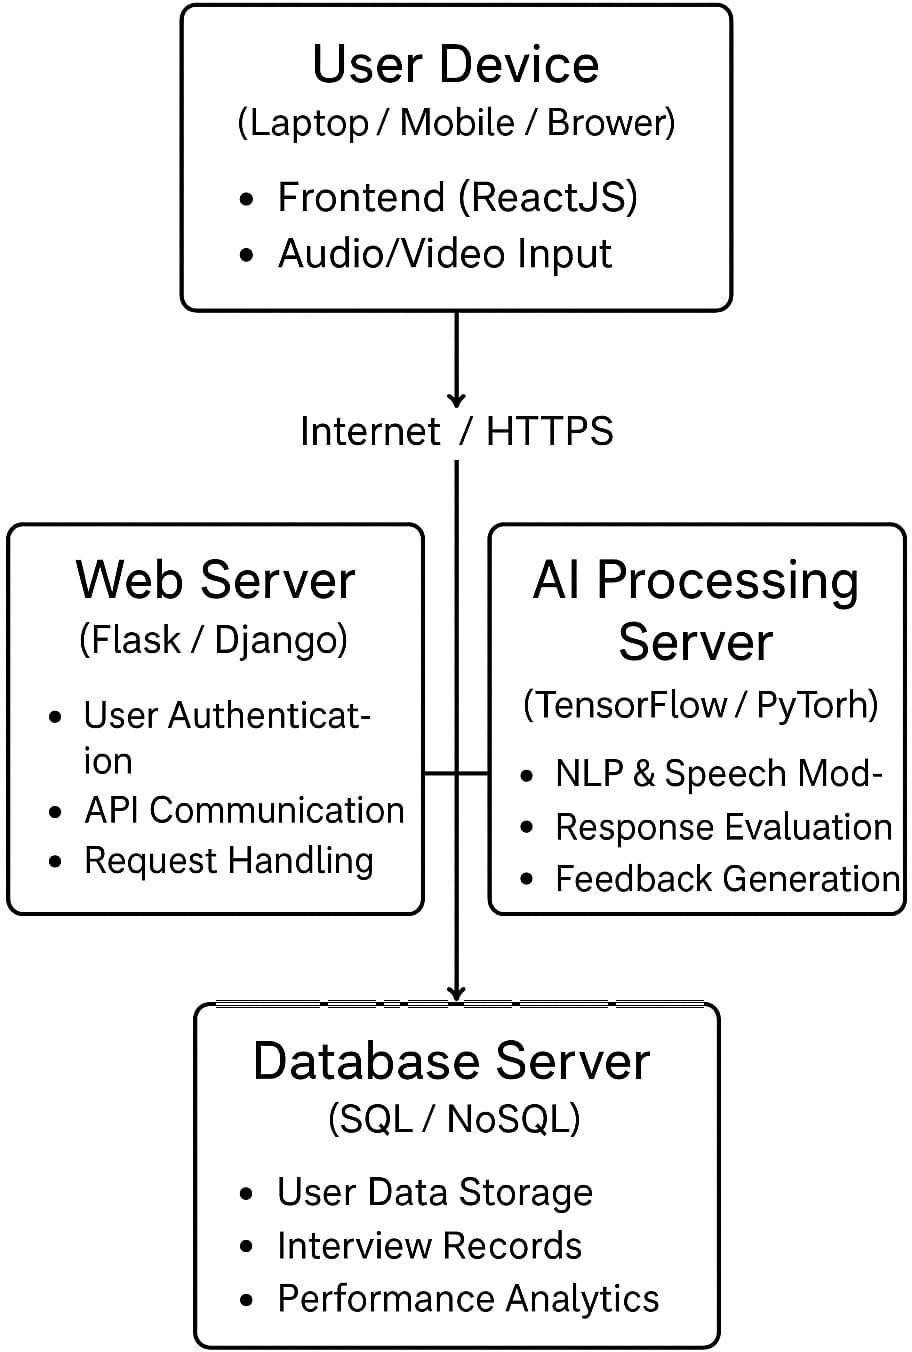 User Device
(Laptop / Mobile / Brower)
• Frontend (ReactJS)
• Audio/Video Input
Internet / HTTPS
Web Server
(Flask / Django)
• User Authenticat-
ion
• API Communication
• Request Handling
AI Processing
Server
(TensorFlow / PyTorh)
• NLP & Speech Mod-
• Response Evaluation
• Feedback Generation
Database Server
(SQL / NoSQL)
• User Data Storage
• Interview Records
• Performance Analytics